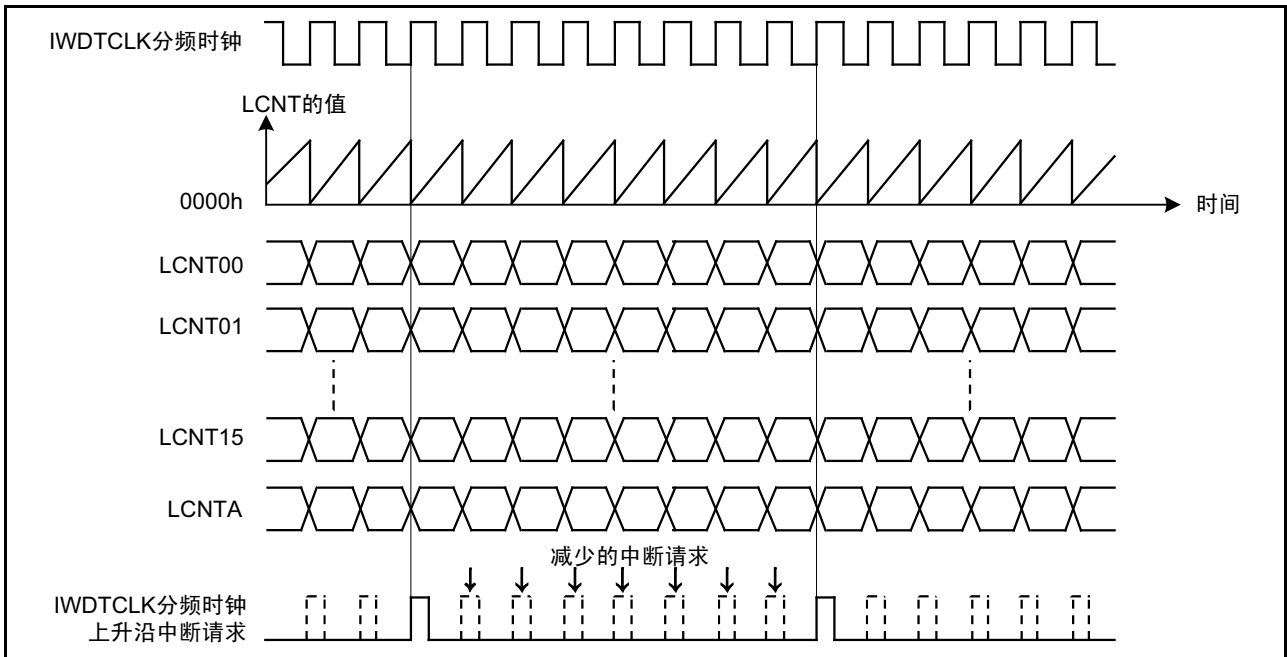 IWDTCLK分频时钟
LCNT的值
0000h
时间
LCNT00
LCNT01
LCNT15
LCNTA
减少的中断请求
IWDTCLK分频时钟
上升沿中断请求